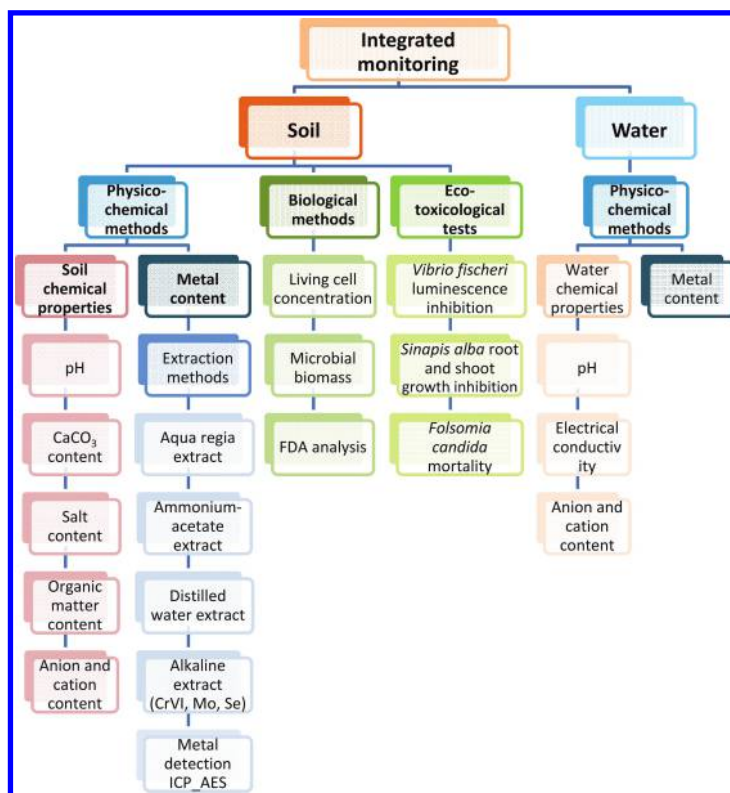 Integrated
monitoring
Soil
Water
Physico-
chemical
methods
Biological
methods
Eco-
toxicological
tests
Physico-
chemical
methods
Soil
chemical
properties
pH
CaCO₃
content
Salt
content
Organic
matter
content
Anion and
cation
content
Metal
content
Extraction
methods
Aqua regia
extract
Ammonium-
acetate
extract
Distilled
water extract
Alkaline
extract
(CrVI, Mo, Se)
Metal
detection
ICP_AES
Living cell
concentration
Microbial
biomass
FDA analysis
Vibrio fischeri
luminescence
inhibition
Sinapis alba root
and shoot
growth inhibition
Folsomia
candida
mortality
Water
chemical
properties
pH
Electrical
conductiv
ity
Anion and
cation
content
Metal
content